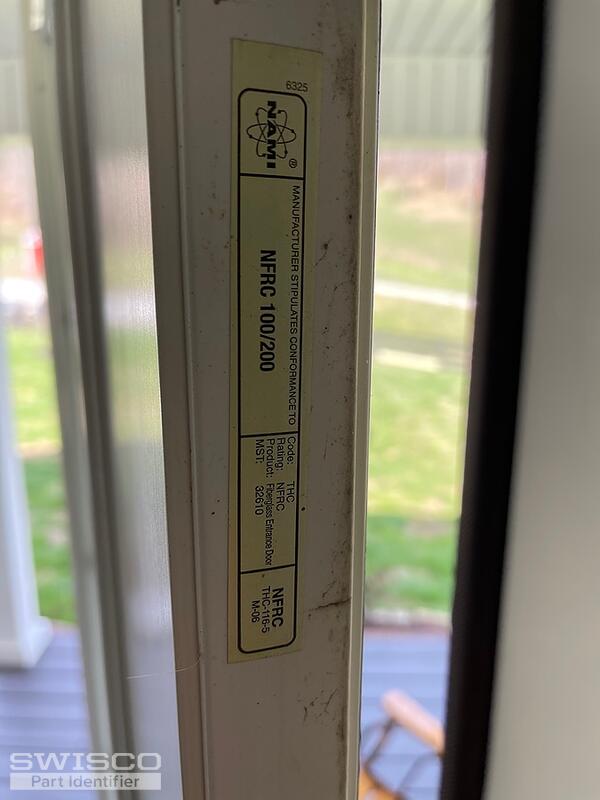 6325
NAMI
®
MANUFACTURER STIPULATES CONFORMANCE TO
NFRC 100/200
Code: THC
Rating: NFRC
Product: Fiberglass Entrance Door
MST: 32610
NFRC
THC-116-5
M-06
SWISCO
Part Identifier